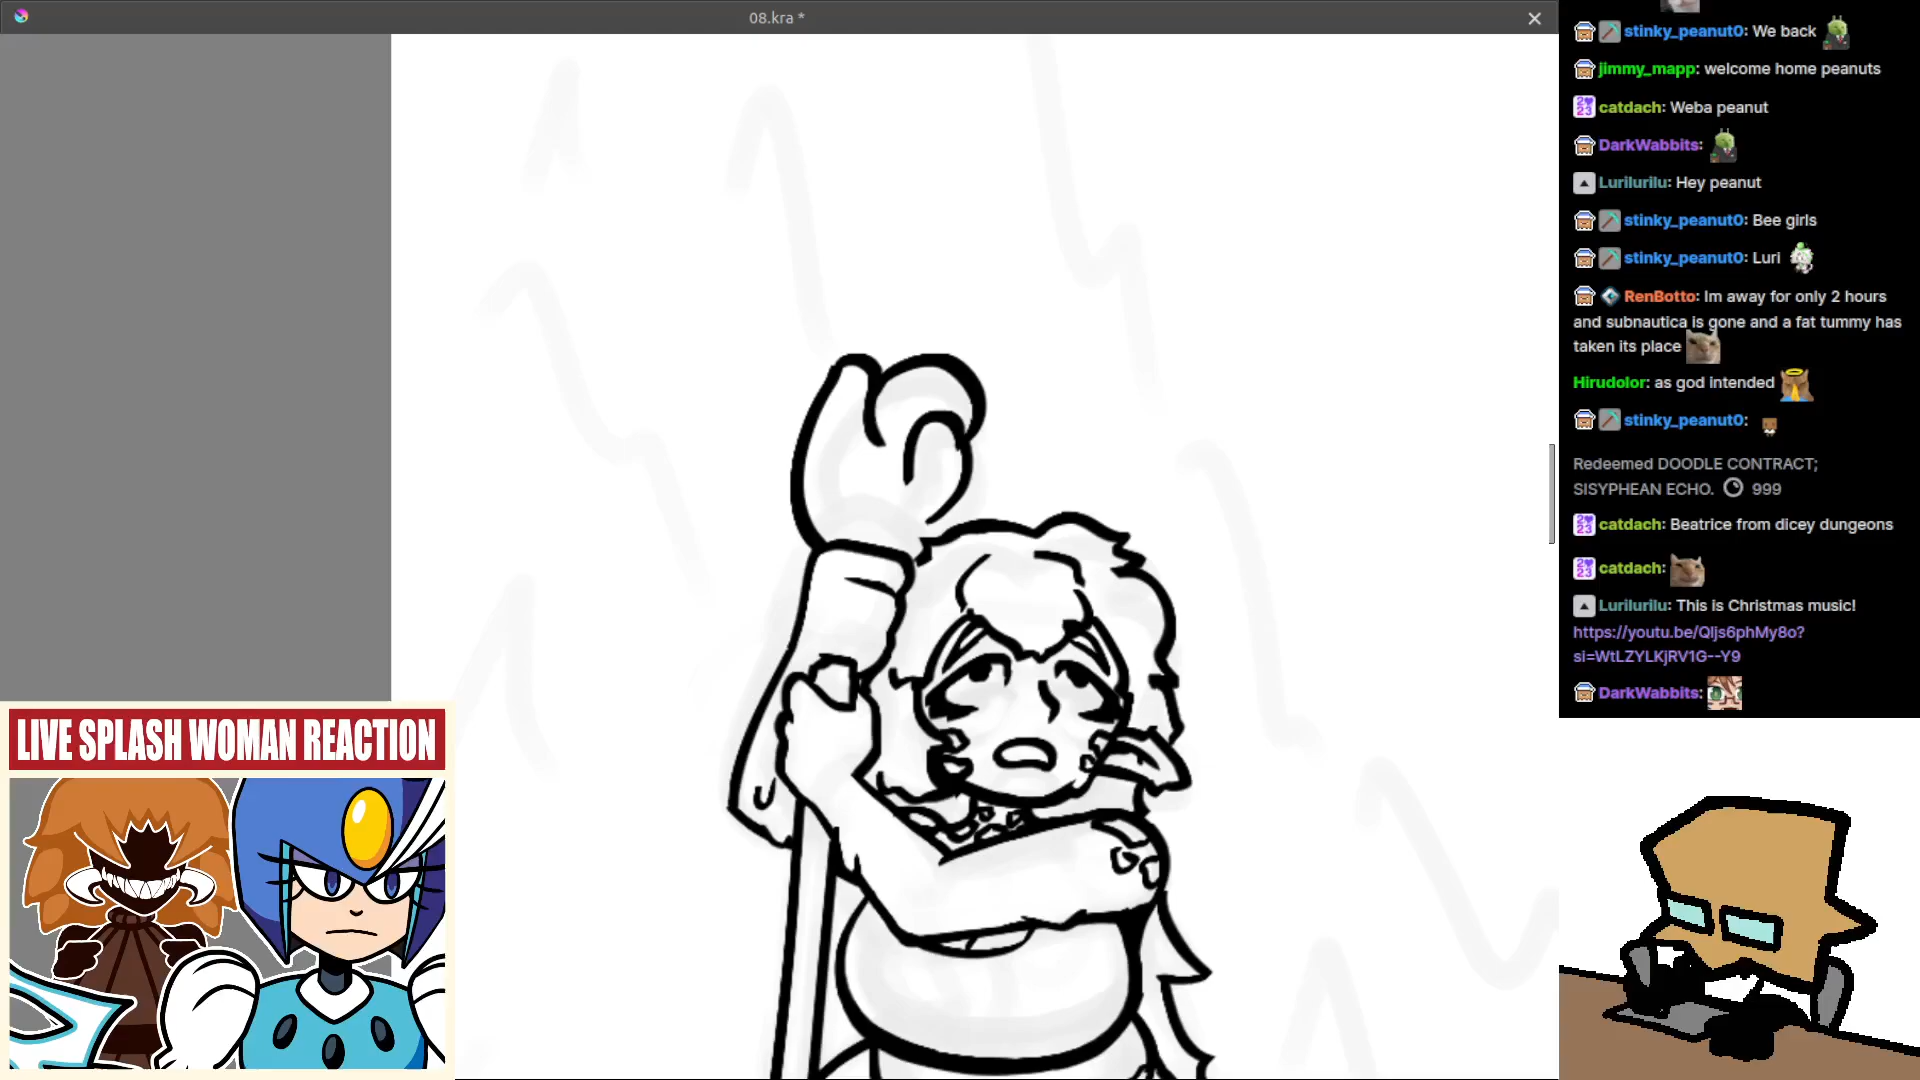 08.kra *
stinky_peanut0: We back
jimmy_mapp: welcome home peanuts
catdach: Weba peanut
DarkWabbits:
Lurilurilu: Hey peanut
stinky_peanut0: Bee girls
stinky_peanut0: Luri
RenBotto: Im away for only 2 hours
and subnautica is gone and a fat tummy has
taken its place
Hirudolor: as god intended
stinky_peanut0:
Redeemed DOODLE CONTRACT;
SISYPHEAN ECHO. 999
catdach: Beatrice from dicey dungeons
catdach:
Lurilurilu: This is Christmas music!
https://youtu.be/Qljs6phMy8o?
si=WtLZYLKjRV1G--Y9
DarkWabbits:
LIVE SPLASH WOMAN REACTION